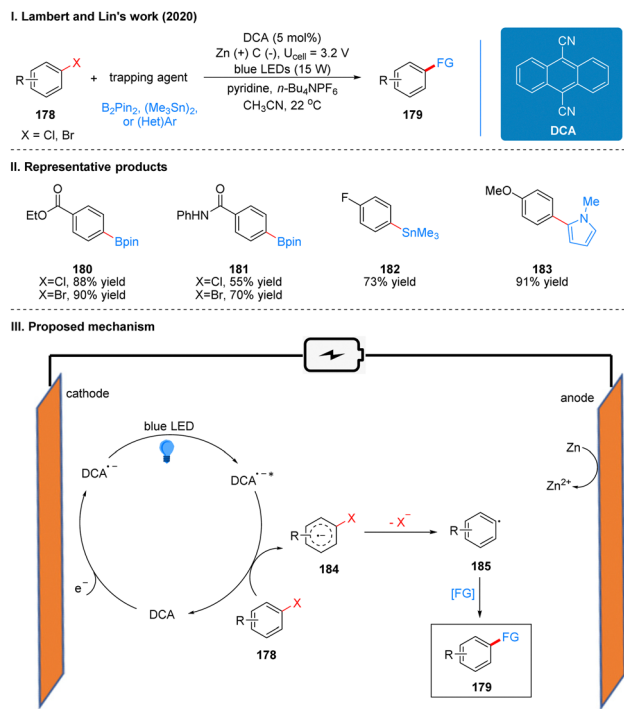 I. Lambert and Lin's work (2020)
X
R
178
X = Cl, Br
+
trapping agent
B2Pin2, (Me3Sn)2,
or (Het)Ar
DCA (5 mol%)
Zn (+) C (-), Ucell = 3.2 V
blue LEDs (15 W)
pyridine, n-Bu4NPF6
CH3CN, 22 ºC
FG
R
179
CN
CN
DCA
II. Representative products
O
EtO
Bpin
180
X=Cl, 88% yield
X=Br, 90% yield
O
PhHN
Bpin
181
X=Cl, 55% yield
X=Br, 70% yield
F
SnMe3
182
73% yield
MeO
Me
N
183
91% yield
III. Proposed mechanism
cathode
anode
blue LED
DCA•−
DCA•−*
e−
DCA
X
R
178
X
R
•−
184
- X−
R
185
[FG]
FG
R
179
Zn
Zn2+